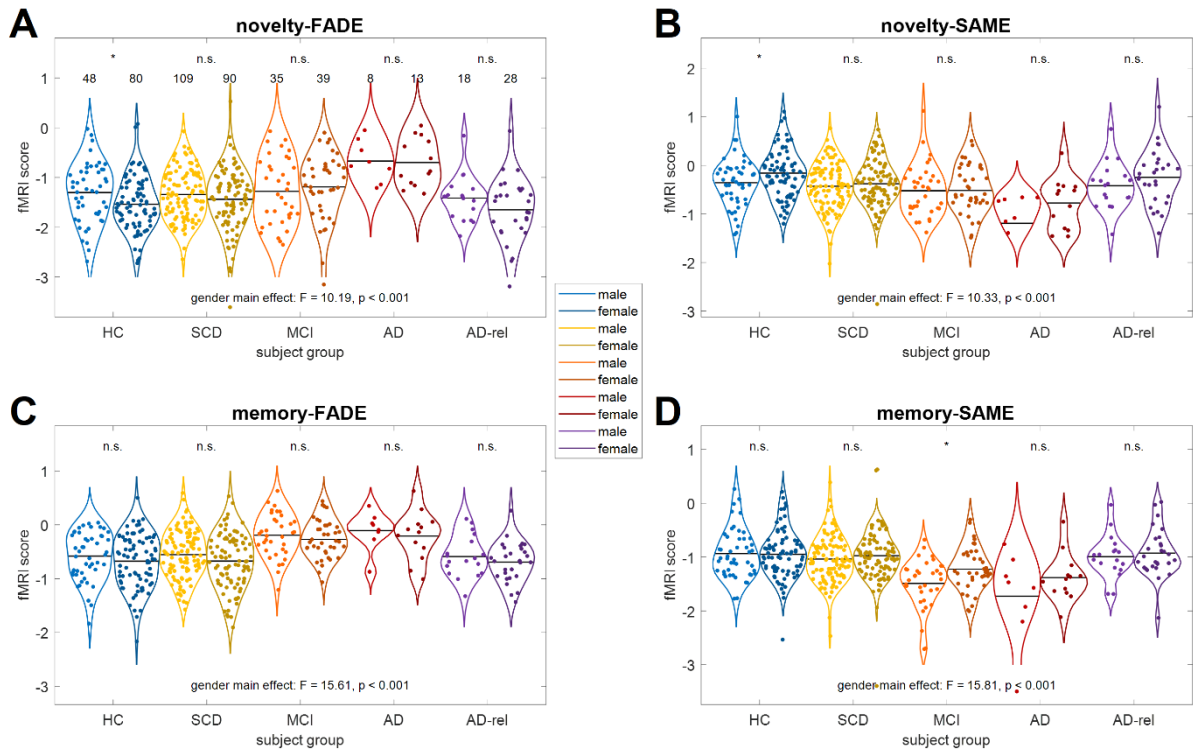 A
novelty-FADE
* n.s. n.s. n.s. n.s.
48 80 109 90 35 39 8 13 18 28
1
0
-1
-2
-3
fMRI score
gender main effect: F = 10.19, p < 0.001
HC SCD MCI AD AD-rel
subject group
B
novelty-SAME
* n.s. n.s. n.s. n.s.
2
1
0
-1
-2
-3
fMRI score
gender main effect: F = 10.33, p < 0.001
HC SCD MCI AD AD-rel
subject group
male
female
male
female
male
female
male
female
male
female
C
memory-FADE
n.s. n.s. n.s. n.s. n.s.
1
0
-1
-2
-3
fMRI score
gender main effect: F = 15.61, p < 0.001
HC SCD MCI AD AD-rel
subject group
D
memory-SAME
n.s. n.s. * n.s. n.s.
1
0
-1
-2
-3
fMRI score
gender main effect: F = 15.81, p < 0.001
HC SCD MCI AD AD-rel
subject group